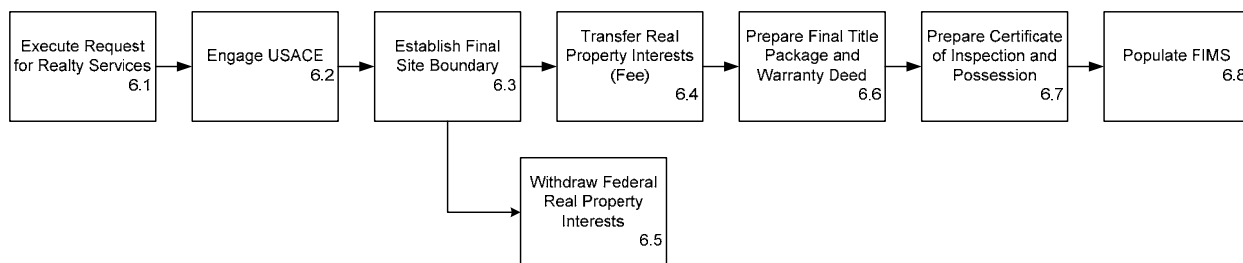 Execute Request
for Realty Services
6.1
Engage USACE
6.2
Establish Final
Site Boundary
6.3
Transfer Real
Property Interests
(Fee)
6.4
Prepare Final Title
Package and
Warranty Deed
6.6
Prepare Certificate
of Inspection and
Possession
6.7
Populate FIMS
6.8
Withdraw Federal
Real Property
Interests
6.5